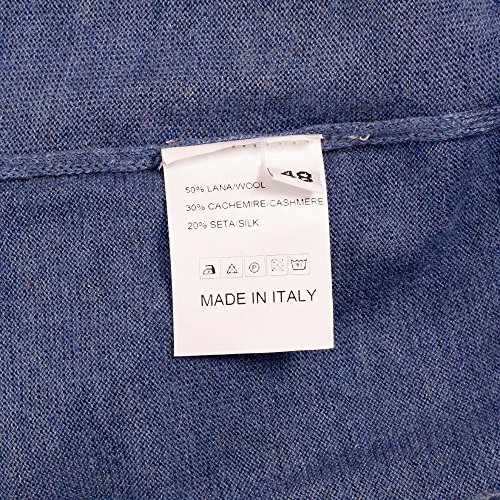 48
50% LANA/WOOL
30% CACHEMIRE/CASHMERE
20% SETA/SILK
MADE IN ITALY